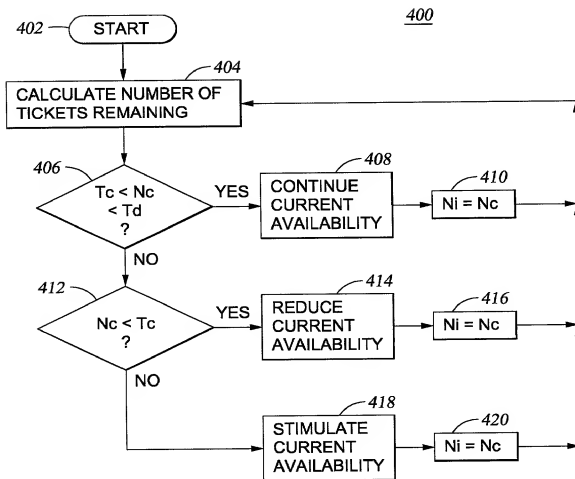 400
402
START
404
CALCULATE NUMBER OF
TICKETS REMAINING
406
Tc < Nc
< Td
?
YES
NO
408
CONTINUE
CURRENT
AVAILABILITY
410
Ni = Nc
412
Nc < Tc
?
YES
NO
414
REDUCE
CURRENT
AVAILABILITY
416
Ni = Nc
418
STIMULATE
CURRENT
AVAILABILITY
420
Ni = Nc